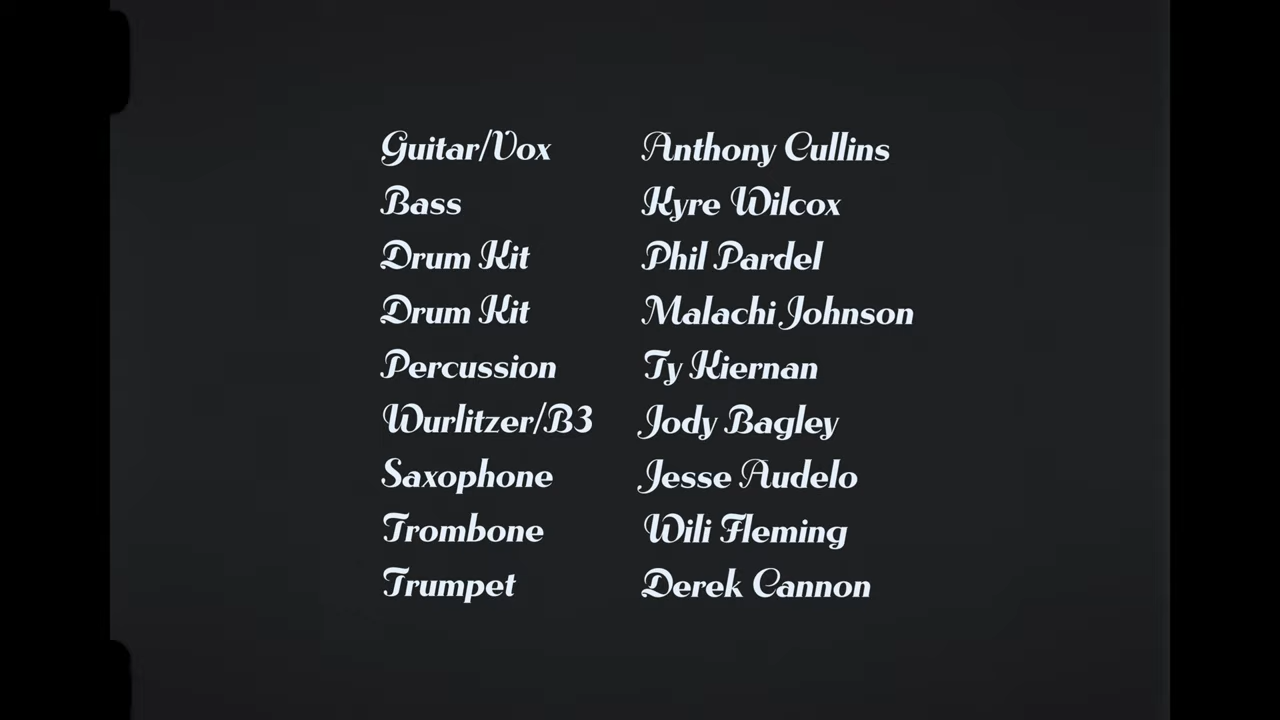 Guitar/Vox Anthony Cullins
Bass Kyre Wilcox
Drum Kit Phil Pardel
Drum Kit Malachi Johnson
Percussion Ty Kiernan
Wurlitzer/B3 Jody Bagley
Saxophone Jesse Audelo
Trombone Wili Fleming
Trumpet Derek Cannon